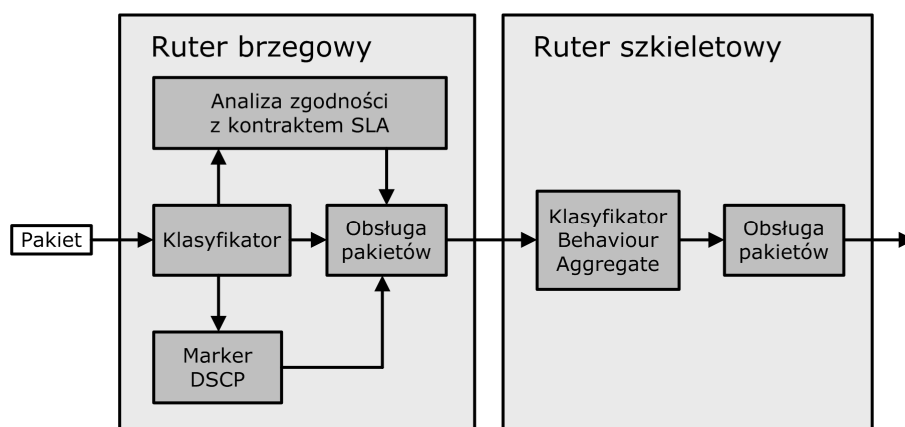 Ruter brzegowy
Analiza zgodności
z kontraktem SLA
Pakiet
Klasyfikator
Obsługa
pakietów
Marker
DSCP
Ruter szkieletowy
Klasyfikator
Behaviour
Aggregate
Obsługa
pakietów